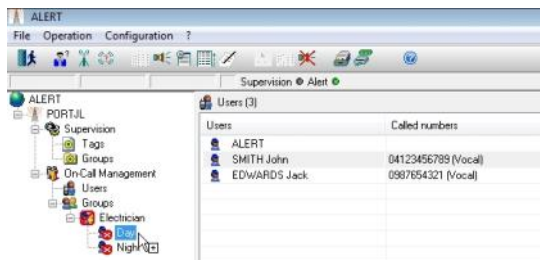 ALERT
File Operation Configuration ?
Supervision Alert
ALERT
PORTJL
Supervision
Tags
Groups
On-Call Management
Users
Groups
Electrician
Day
Night
Users (3)
Users Called numbers
ALERT
SMITH John 04123456789 (Vocal)
EDWARDS Jack 0987654321 (Vocal)